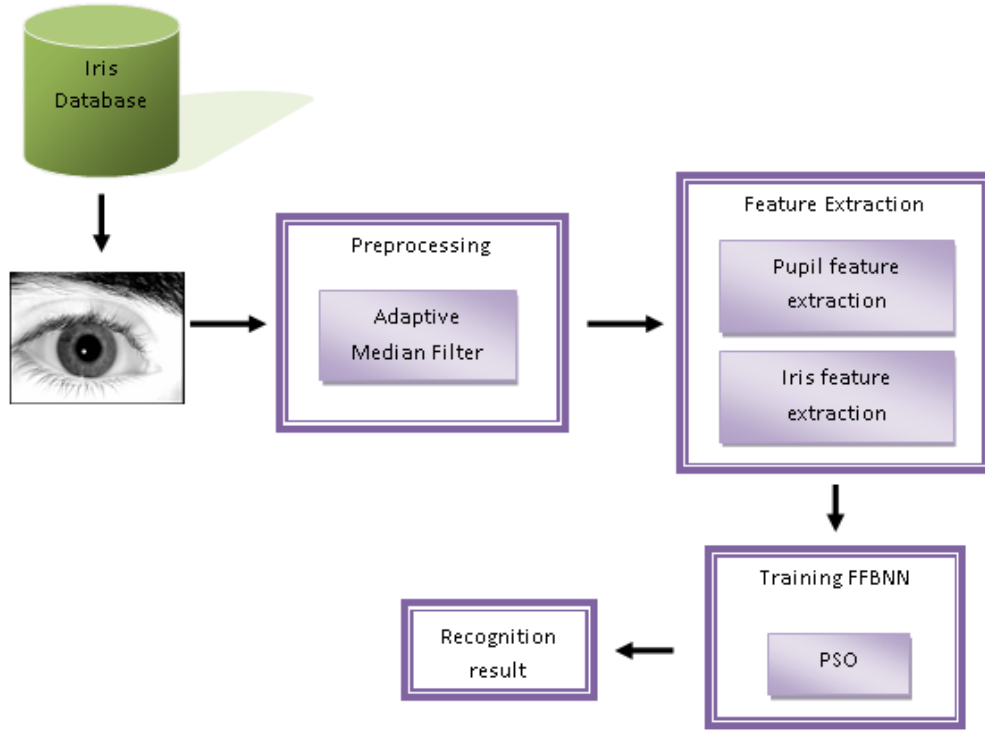 Iris
Database
Preprocessing
Adaptive
Median Filter
Feature Extraction
Pupil feature
extraction
Iris feature
extraction
Training FFBNN
PSO
Recognition
result